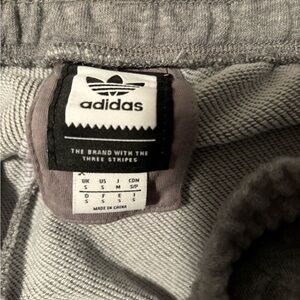 adidas
THE BRAND WITH THE
THREE STRIPES
UK US J CDN
S S M S/P
D F E I
S S S S
MADE IN CHINA